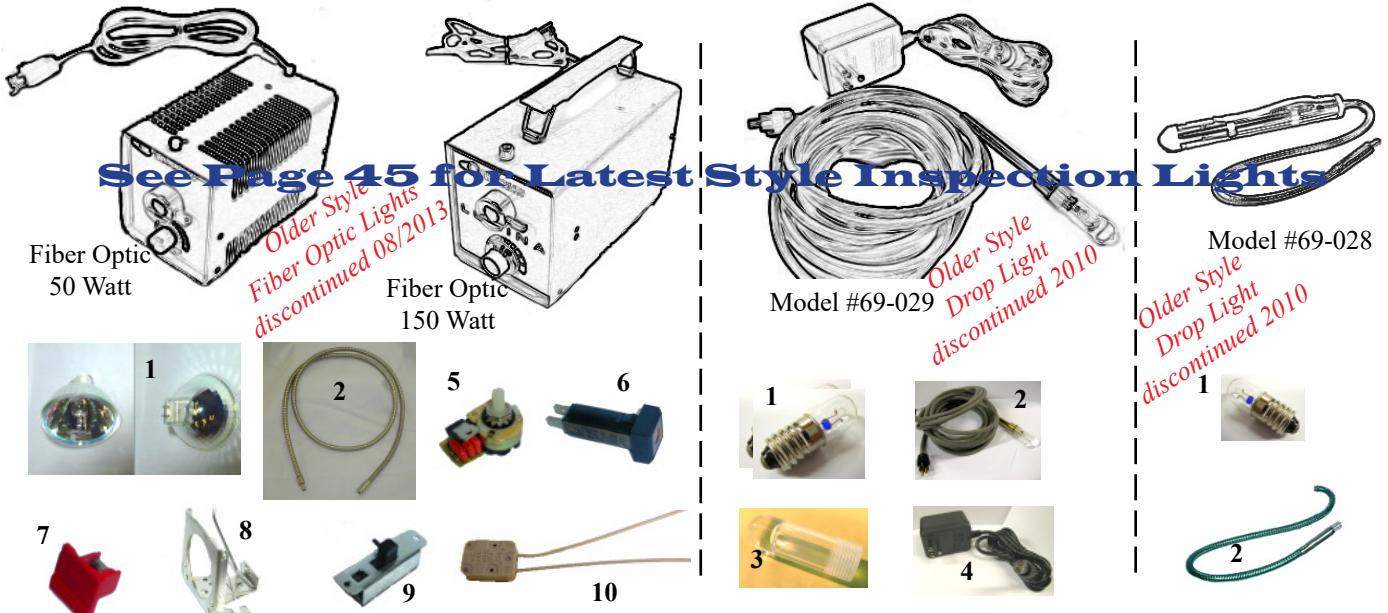 See Page 45 for Latest Style Inspection Lights
Fiber Optic
50 Watt
Older Style
Fiber Optic Lights
discontinued 08/2013
Fiber Optic
150 Watt
1
2
5
6
7
8
9
10
Model #69-029
Older Style
Drop Light
discontinued 2010
1
2
3
4
Model #69-028
Older Style
Drop Light
discontinued 2010
1
2